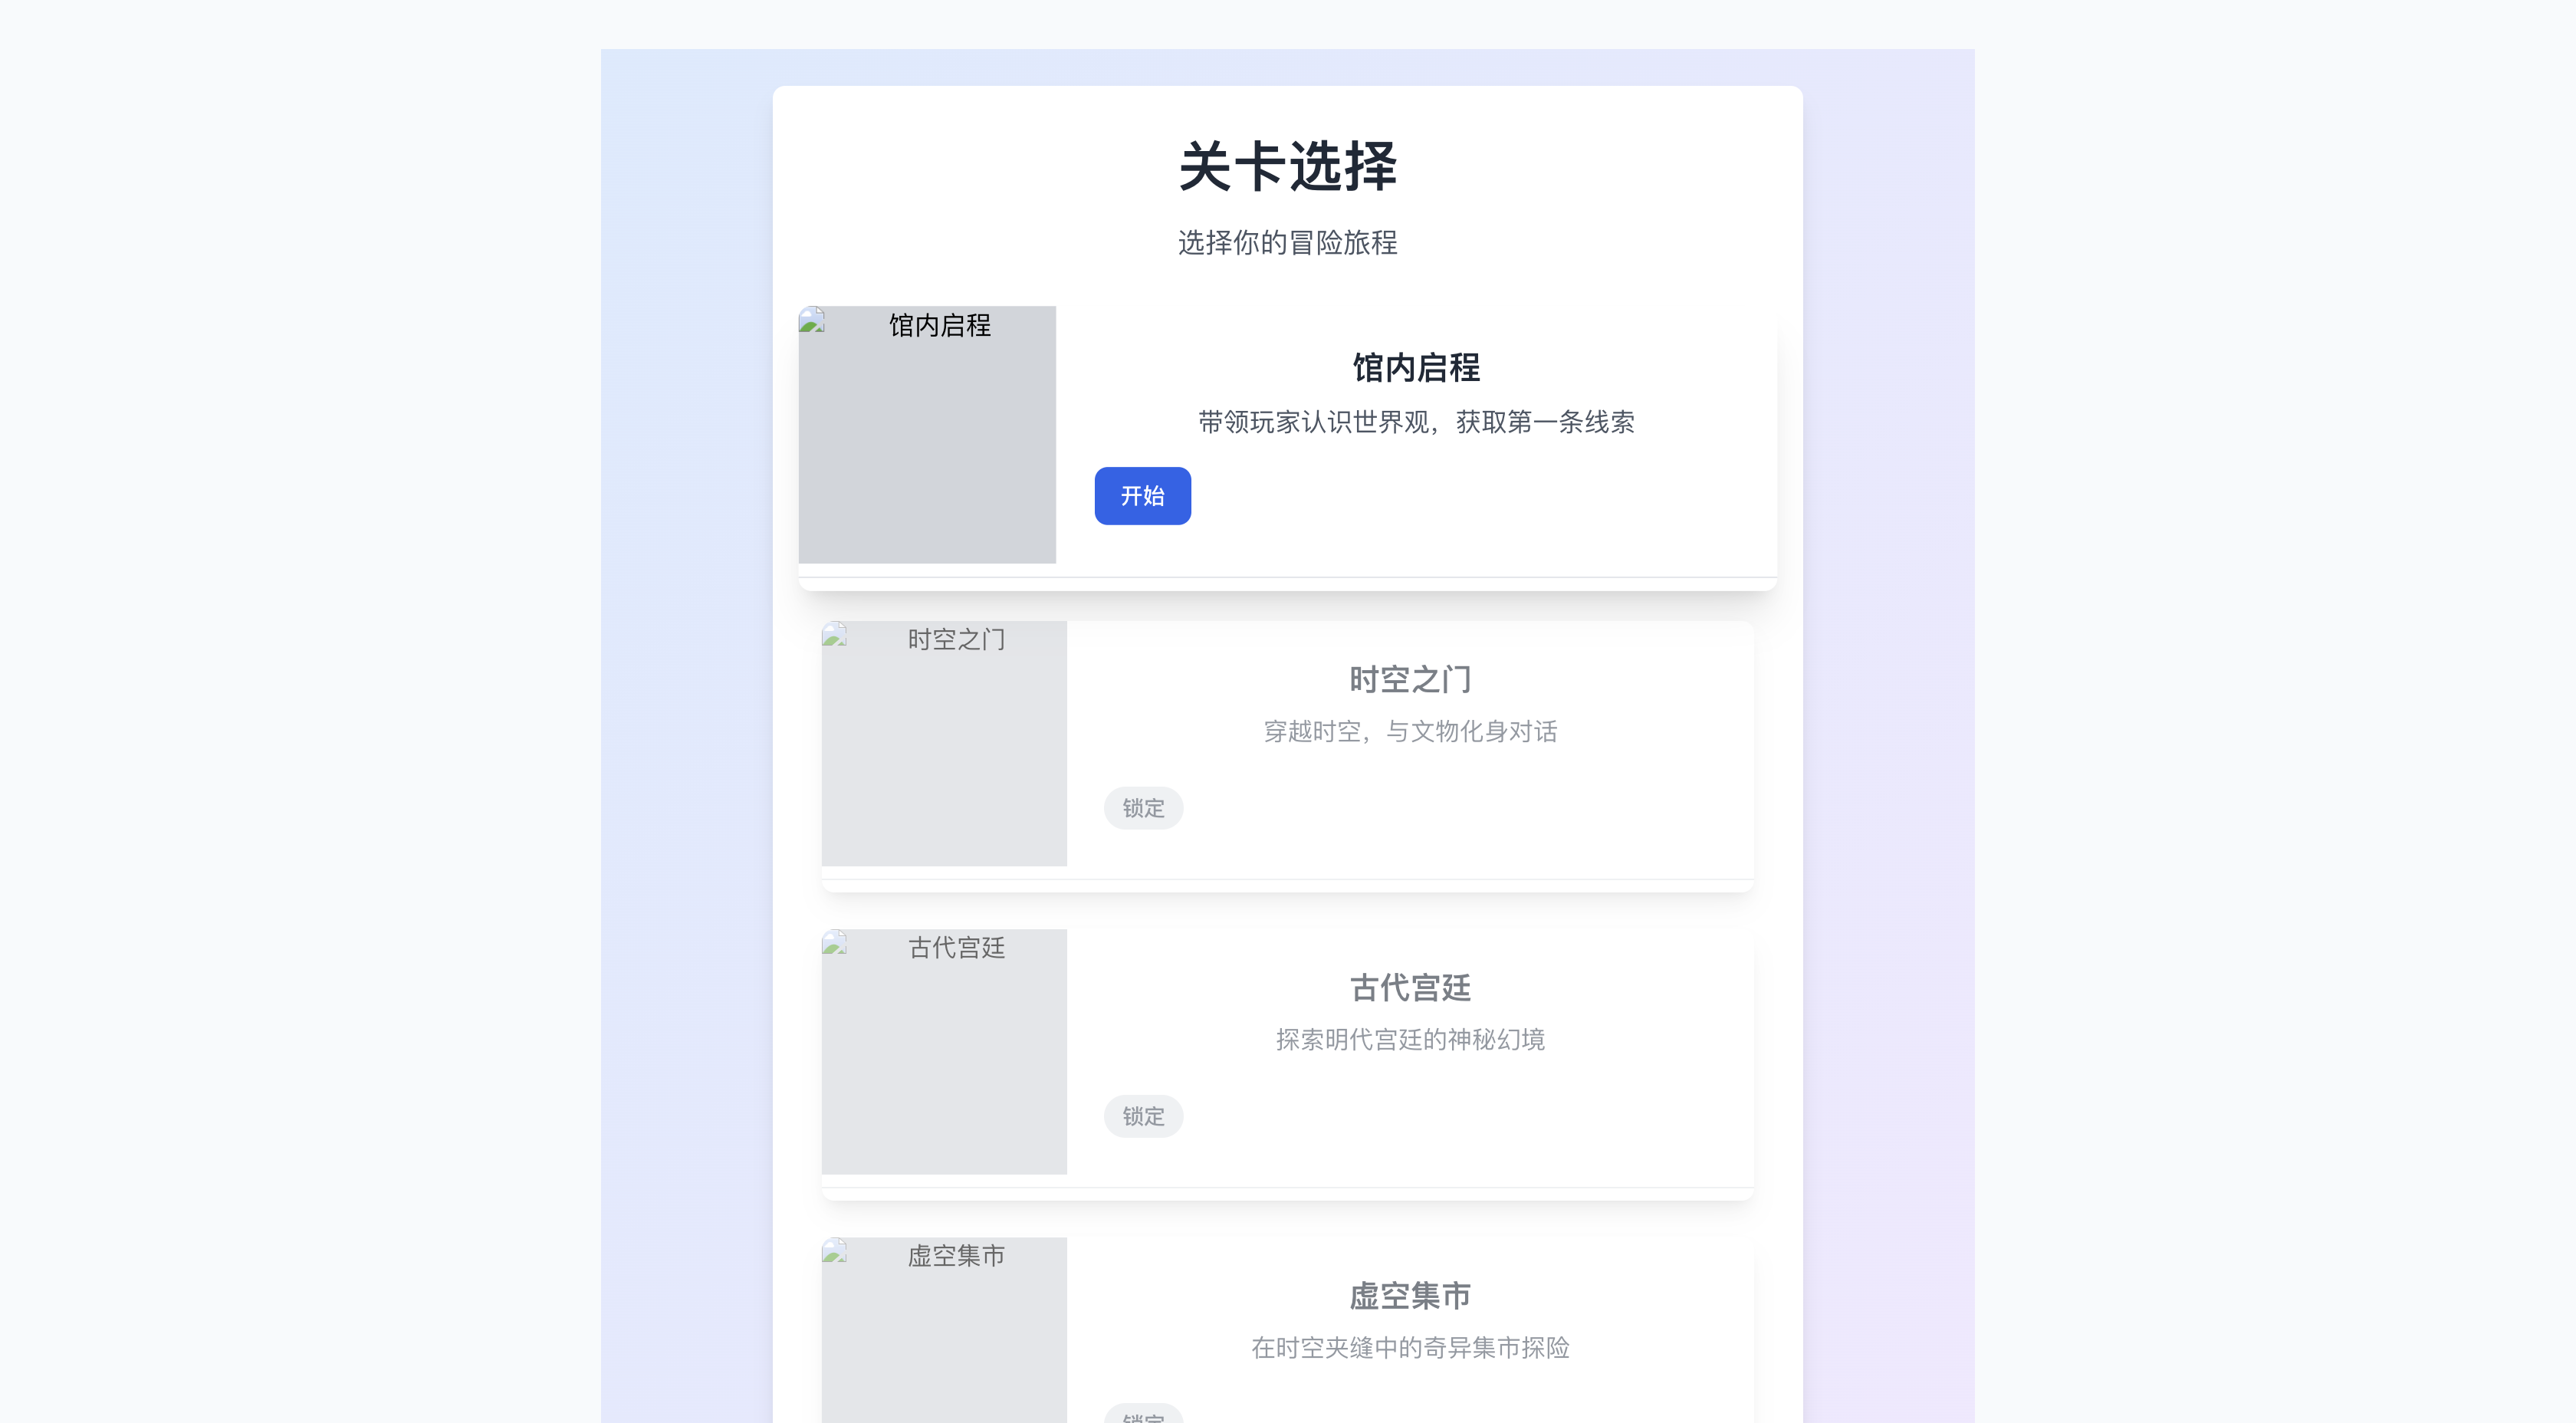 关卡选择
选择你的冒险旅程
馆内启程
馆内启程
带领玩家认识世界观，获取第一条线索
开始
时空之门
时空之门
穿越时空，与文物化身对话
锁定
古代宫廷
古代宫廷
探索明代宫廷的神秘幻境
锁定
虚空集市
虚空集市
在时空夹缝中的奇异集市探险